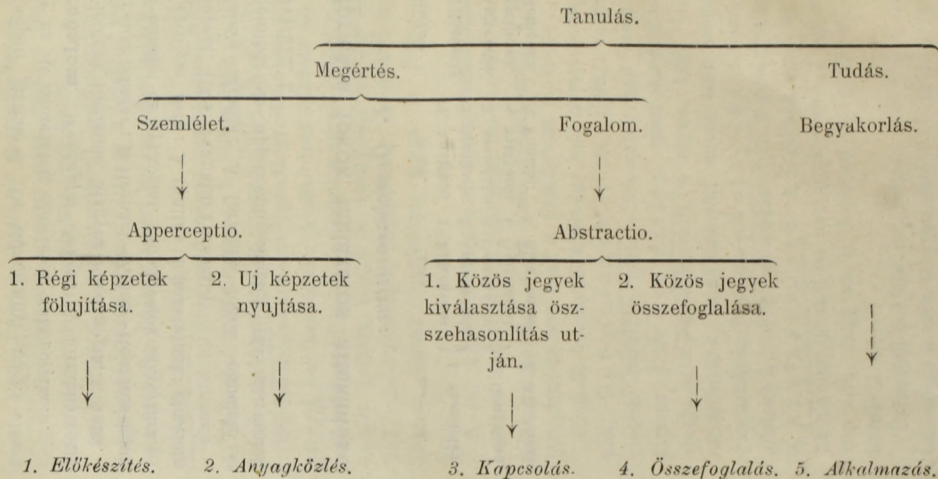 Tanulás.
Megértés. Tudás.
Szemlélet. Fogalom. Begyakorlás.
Apperceptio. Abstractio.
1. Régi képzetek
fölujítása.
2. Uj képzetek
nyujtása.
1. Közös jegyek
kiválasztása ösz-
szehasonlítás ut-
ján.
2. Közös jegyek
összefoglalása.
1. Előkészítés. 2. Anyagközlés. 3. Kapcsolás. 4. Összefoglalás. 5. Alkalmazás.